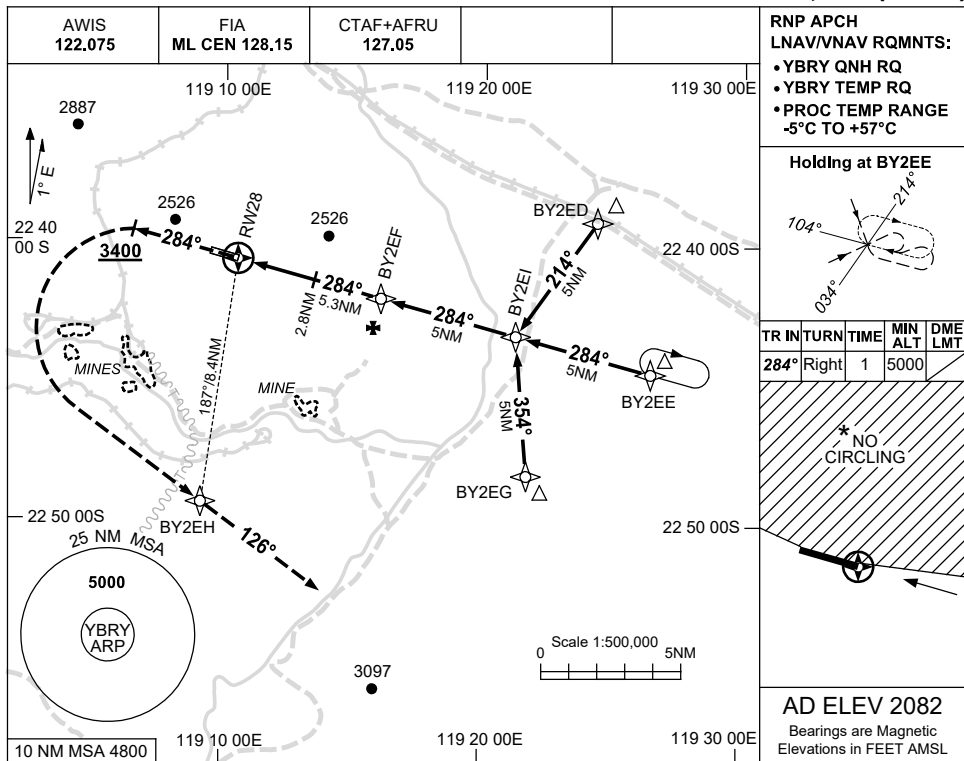 AWIS
122.075
FIA
ML CEN 128.15
CTAF+AFRU
127.05
RNP APCH
LNAV/VNAV RQMNTS:
• YBRY QNH RQ
• YBRY TEMP RQ
• PROC TEMP RANGE
-5°C TO +57°C
119 10 00E
119 20 00E
119 30 00E
2887
1° E
2526
RW28
2526
BY2EF
BY2ED
22 40
00 S
22 40 00S
3400
284°
284°
5.3NM
2.8NM
284°
5NM
BY2EI
214°
5NM
284°
5NM
BY2EE
354°
5NM
BY2EG
MINES
MINE
187°/8.4NM
BY2EH
126°
22 50 00S
22 50 00S
25 NM MSA
5000
YBRY
ARP
3097
Scale 1:500,000
0
5NM
10 NM MSA 4800
119 10 00E
119 20 00E
119 30 00E
Holding at BY2EE
214°
104°
034°
TR IN
TURN
TIME
MIN
ALT
DME
LMT
284°
Right
1
5000
* NO
CIRCLING
AD ELEV 2082
Bearings are Magnetic
Elevations in FEET AMSL